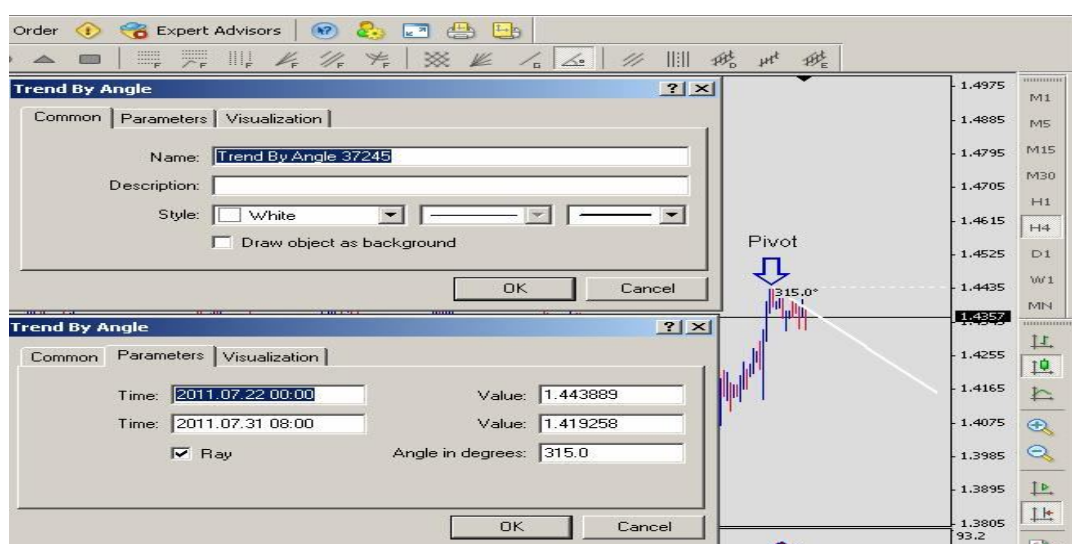 Order Expert Advisors
F F F F F F G D E
Trend By Angle
Common Parameters Visualization
Name: Trend By Angle 37245
Description:
Style: White
Draw object as background
OK Cancel
Trend By Angle
Common Parameters Visualization
Time: 2011.07.22 00:00 Value: 1.443889
Time: 2011.07.31 08:00 Value: 1.419258
Ray Angle in degrees: 315.0
OK Cancel
Pivot
315.0°
1.4975
1.4885
1.4795
1.4705
1.4615
1.4525
1.4435
1.4357
1.4255
1.4165
1.4075
1.3985
1.3895
1.3805
93.2
M1
M5
M15
M30
H1
H4
D1
W1
MN